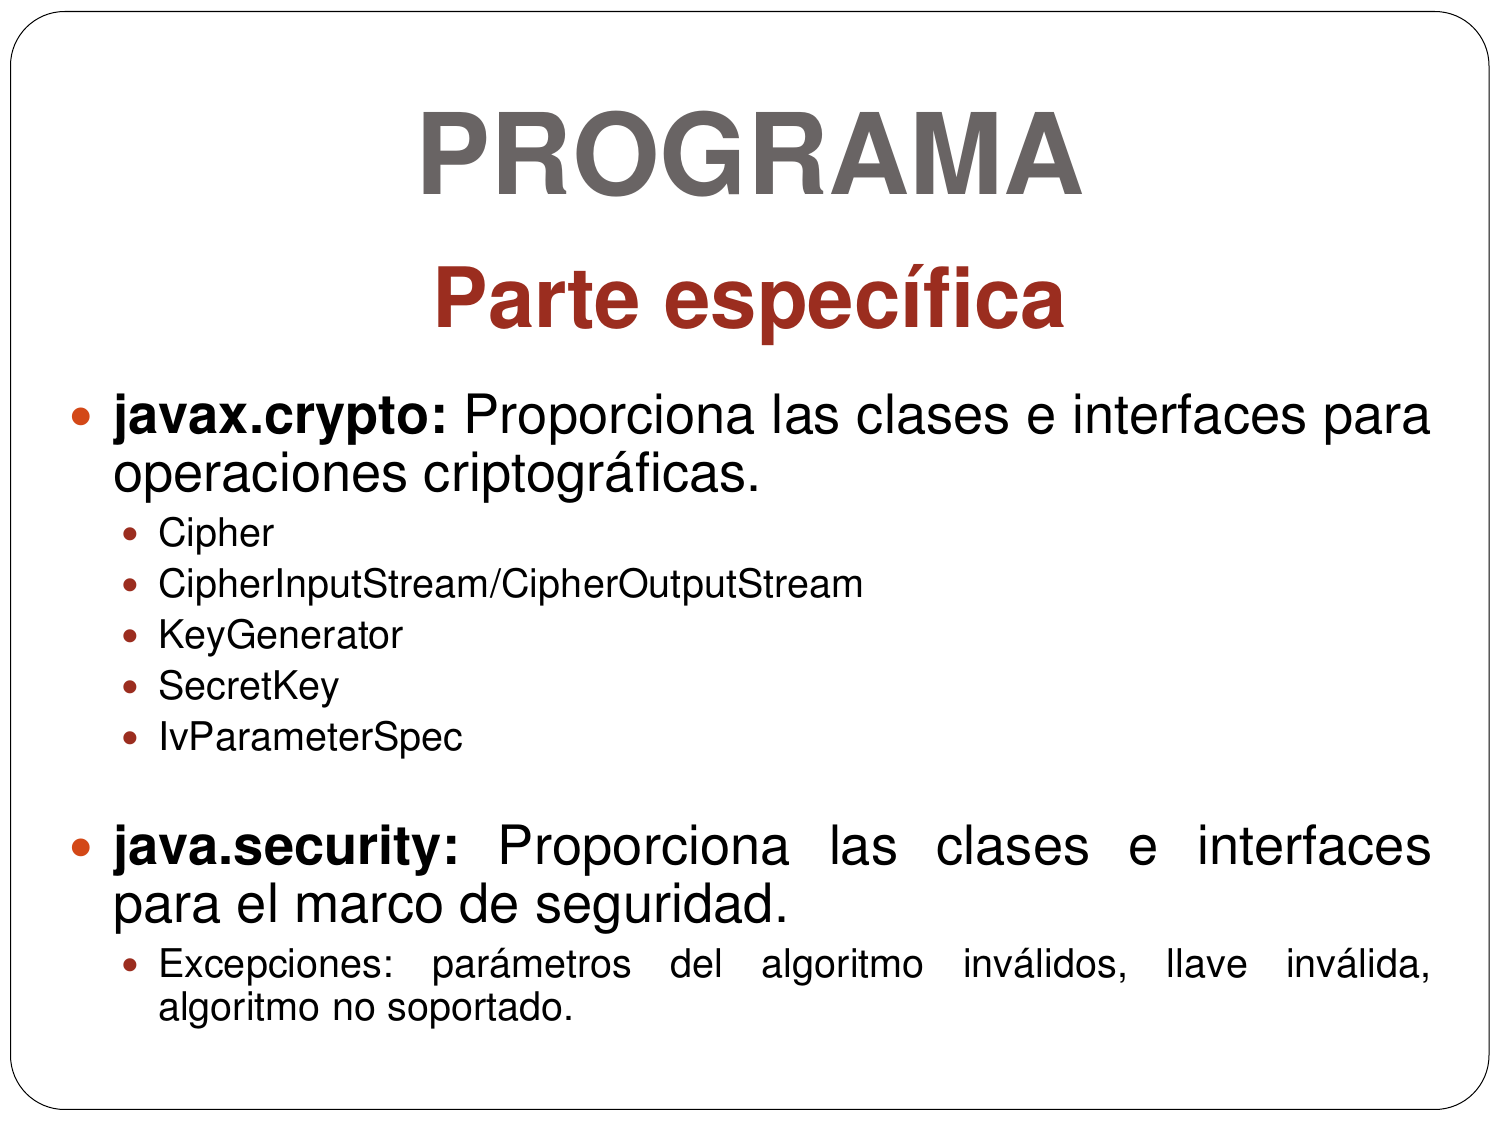 PROGRAMA
Parte específica
• javax.crypto: Proporciona las clases e interfaces para
operaciones criptográficas.
• Cipher
• CipherInputStream/CipherOutputStream
• KeyGenerator
• SecretKey
• IvParameterSpec
• java.security: Proporciona las clases e interfaces
para el marco de seguridad.
• Excepciones: parámetros del algoritmo inválidos, llave inválida,
algoritmo no soportado.